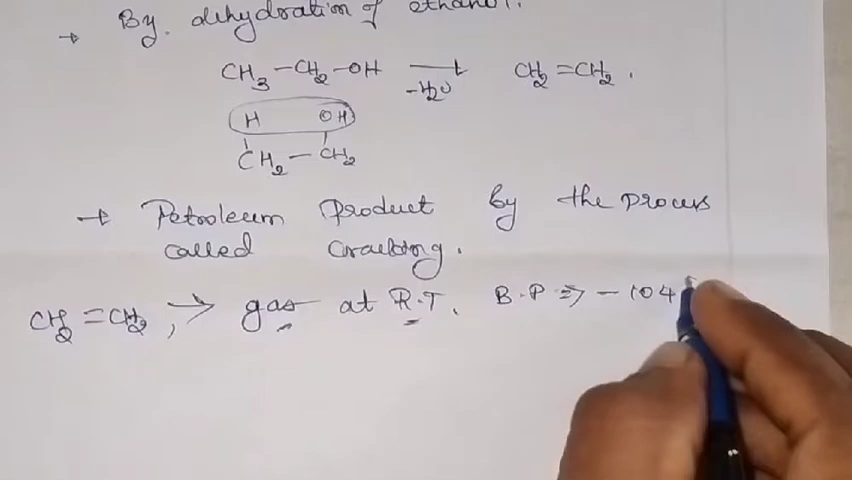 → By. dehydration of ethanol.
CH3-CH2-OH → CH2=CH2.
-H2O
H OH
CH2-CH2
→ Petroleum Product by the process
called Cracking.
CH2=CH2, → gas at R.T. B.P ⇒ -104